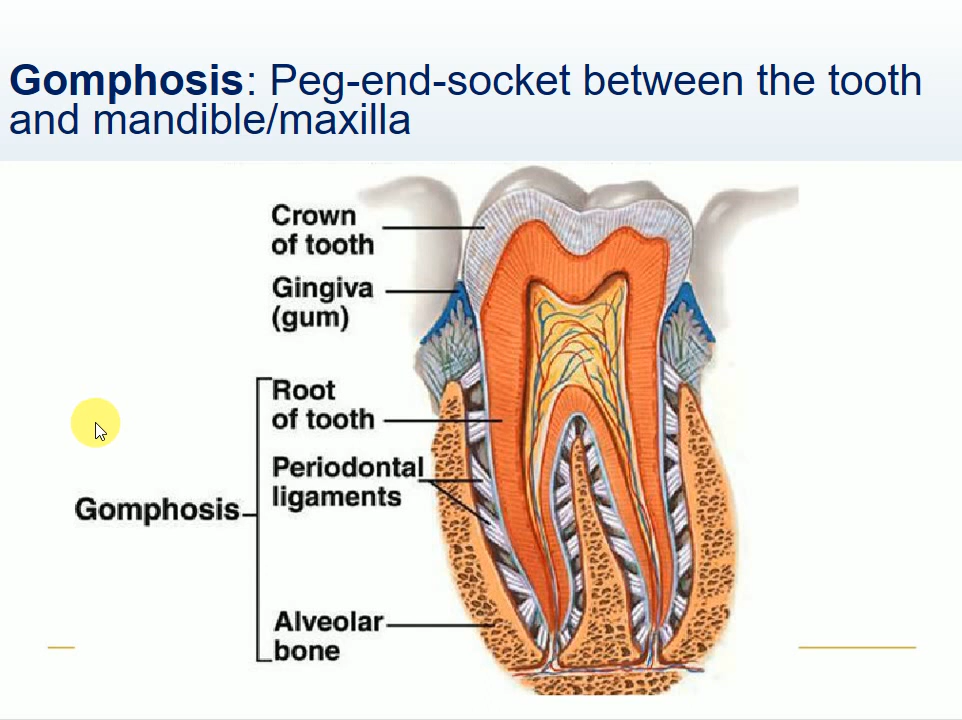 Gomphosis: Peg-end-socket between the tooth
and mandible/maxilla
Crown
of tooth
Gingiva
(gum)
Root
of tooth
Periodontal
ligaments
Gomphosis
Alveolar
bone